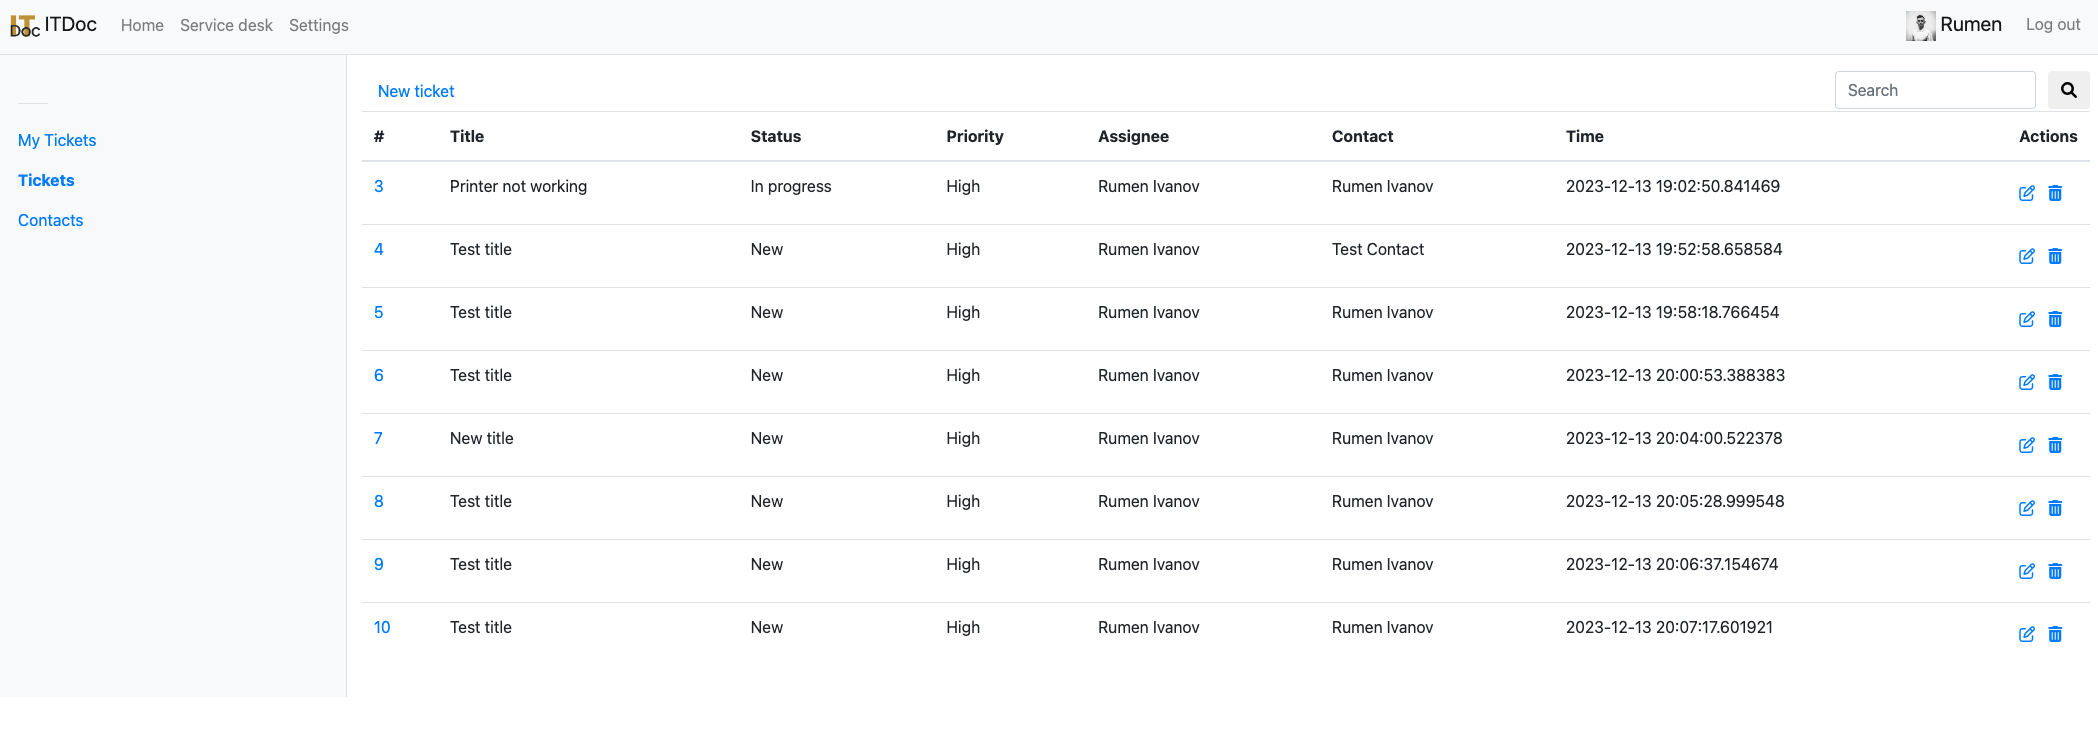 IT Doc ITDoc Home Service desk Settings Rumen Log out
New ticket Search
My Tickets
Tickets
Contacts
# Title Status Priority Assignee Contact Time Actions
3 Printer not working In progress High Rumen Ivanov Rumen Ivanov 2023-12-13 19:02:50.841469
4 Test title New High Rumen Ivanov Test Contact 2023-12-13 19:52:58.658584
5 Test title New High Rumen Ivanov Rumen Ivanov 2023-12-13 19:58:18.766454
6 Test title New High Rumen Ivanov Rumen Ivanov 2023-12-13 20:00:53.388383
7 New title New High Rumen Ivanov Rumen Ivanov 2023-12-13 20:04:00.522378
8 Test title New High Rumen Ivanov Rumen Ivanov 2023-12-13 20:05:28.999548
9 Test title New High Rumen Ivanov Rumen Ivanov 2023-12-13 20:06:37.154674
10 Test title New High Rumen Ivanov Rumen Ivanov 2023-12-13 20:07:17.601921